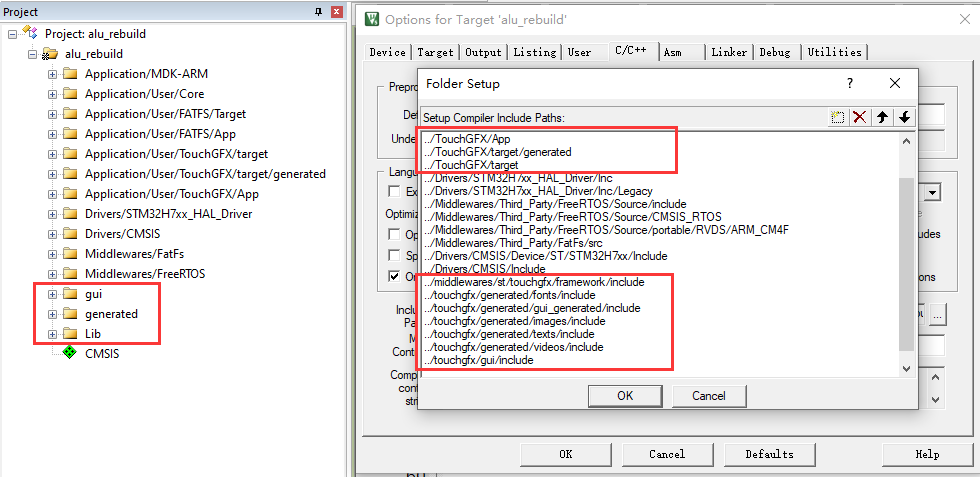 Project
Project: alu_rebuild
alu_rebuild
Application/MDK-ARM
Application/User/Core
Application/User/FATFS/Target
Application/User/FATFS/App
Application/User/TouchGFX/target
Application/User/TouchGFX/target/generated
Application/User/TouchGFX/App
Drivers/STM32H7xx_HAL_Driver
Drivers/CMSIS
Middlewares/FatFs
Middlewares/FreeRTOS
gui
generated
Lib
CMSIS
Options for Target 'alu_rebuild'
Device Target Output Listing User C/C++ Asm Linker Debug Utilities
Folder Setup
?
Setup Compiler Include Paths:
../TouchGFX/App
../TouchGFX/target/generated
../TouchGFX/target
../Drivers/STM32H7xx_HAL_Driver/Inc
../Drivers/STM32H7xx_HAL_Driver/Inc/Legacy
../Middlewares/Third_Party/FreeRTOS/Source/include
../Middlewares/Third_Party/FreeRTOS/Source/CMSIS_RTOS
../Middlewares/Third_Party/FreeRTOS/Source/portable/RVDS/ARM_CM4F
../Middlewares/Third_Party/FatFs/src
../Drivers/CMSIS/Device/ST/STM32H7xx/Include
../Drivers/CMSIS/Include
../middlewares/st/touchgfx/framework/include
../touchgfx/generated/fonts/include
../touchgfx/generated/gui_generated/include
../touchgfx/generated/images/include
../touchgfx/generated/texts/include
../touchgfx/generated/videos/include
../touchgfx/gui/include
OK Cancel
Prepro
De
Unde
Langu
Ex
Optimiz
Op
Sp
On
Inclu
Pa
M
Cont
Comp
cont
stri
udes
ions
...
OK Cancel Defaults Help